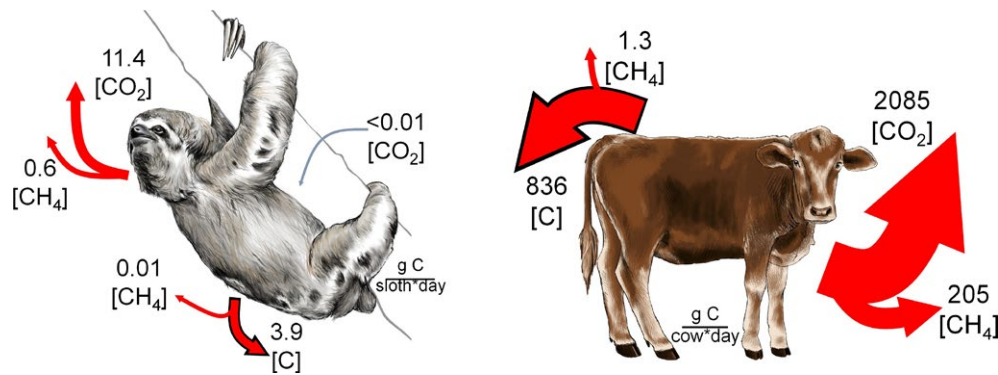 11.4
[CO₂]
0.6
[CH₄]
<0.01
[CO₂]
0.01
[CH₄]
3.9
[C]
g C
sloth*day
1.3
[CH₄]
836
[C]
2085
[CO₂]
205
[CH₄]
g C
cow*day